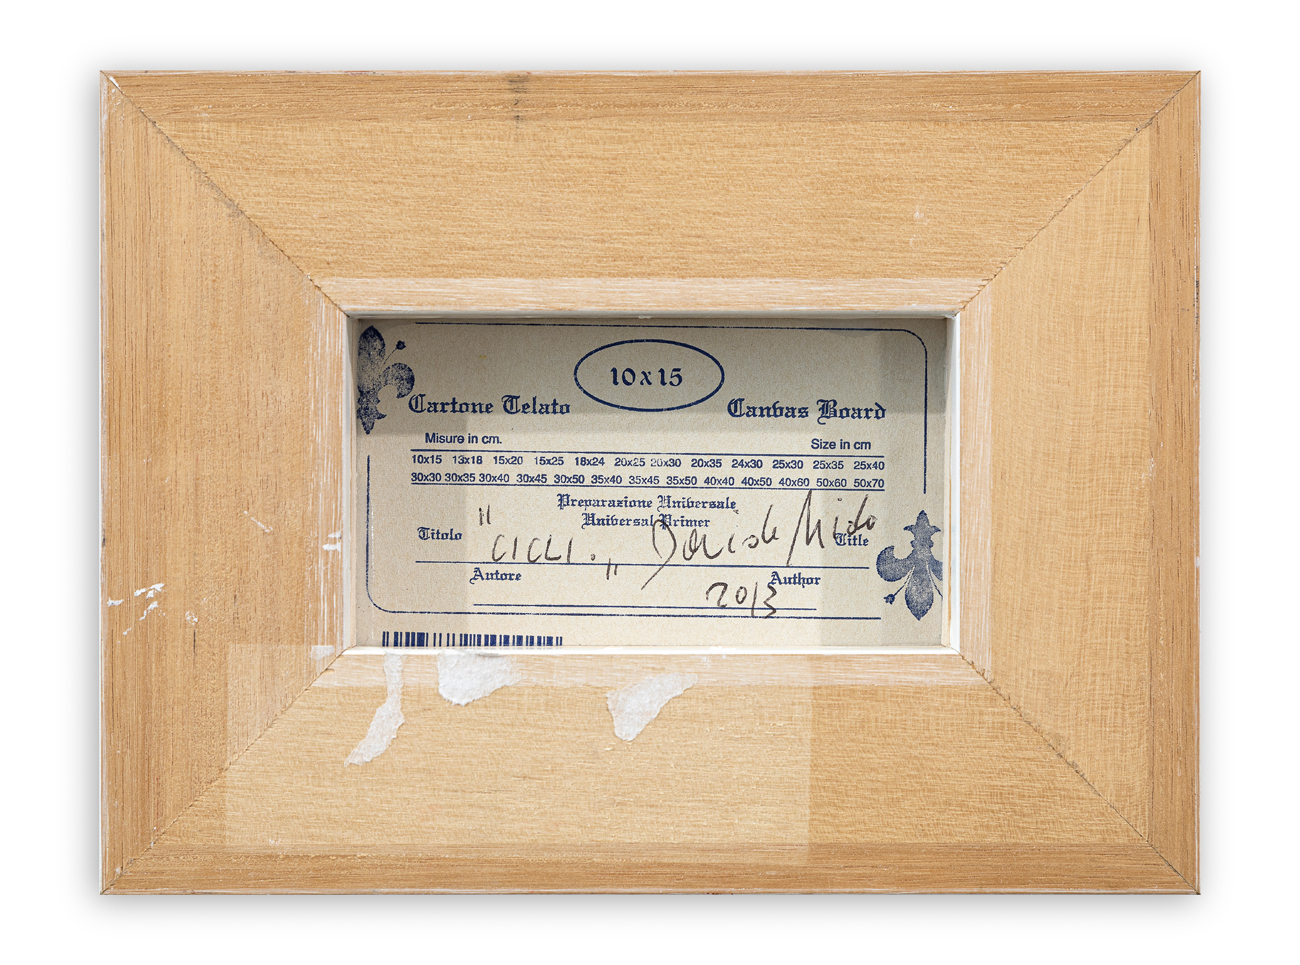 10x15
Cartone Telato Canvas Board
Misure in cm. Size in cm
10x15 13x18 15x20 15x25 18x24 20x25 20x30 20x35 24x30 25x30 25x35 25x40
30x30 30x35 30x40 30x45 30x50 35x40 35x45 35x50 40x40 40x50 40x60 50x60 50x70
Preparazione Universale
Universal Primer
Titolo "CICLI." Davide Title
Autore Author
2013